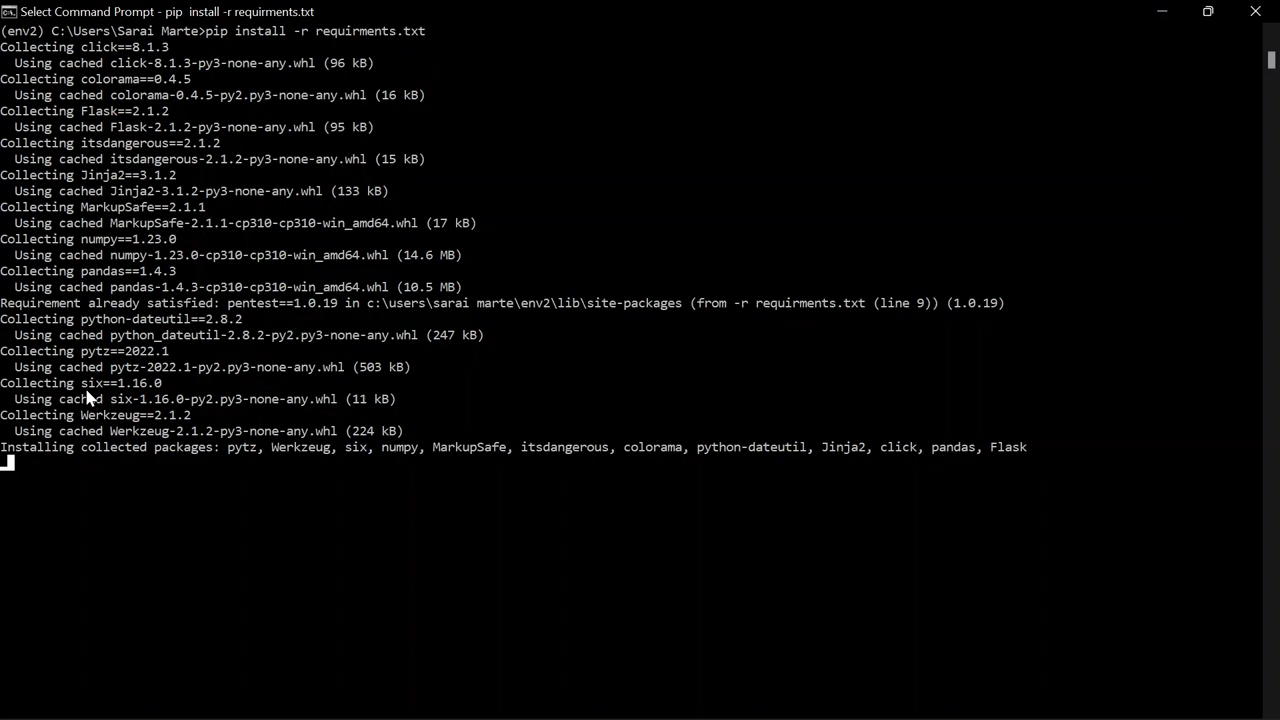 Select Command Prompt - pip  install -r requirments.txt
(env2) C:\Users\Sarai Marte>pip install -r requirments.txt
Collecting click==8.1.3
  Using cached click-8.1.3-py3-none-any.whl (96 kB)
Collecting colorama==0.4.5
  Using cached colorama-0.4.5-py2.py3-none-any.whl (16 kB)
Collecting Flask==2.1.2
  Using cached Flask-2.1.2-py3-none-any.whl (95 kB)
Collecting itsdangerous==2.1.2
  Using cached itsdangerous-2.1.2-py3-none-any.whl (15 kB)
Collecting Jinja2==3.1.2
  Using cached Jinja2-3.1.2-py3-none-any.whl (133 kB)
Collecting MarkupSafe==2.1.1
  Using cached MarkupSafe-2.1.1-cp310-cp310-win_amd64.whl (17 kB)
Collecting numpy==1.23.0
  Using cached numpy-1.23.0-cp310-cp310-win_amd64.whl (14.6 MB)
Collecting pandas==1.4.3
  Using cached pandas-1.4.3-cp310-cp310-win_amd64.whl (10.5 MB)
Requirement already satisfied: pentest==1.0.19 in c:\users\sarai marte\env2\lib\site-packages (from -r requirments.txt (line 9)) (1.0.19)
Collecting python-dateutil==2.8.2
  Using cached python_dateutil-2.8.2-py2.py3-none-any.whl (247 kB)
Collecting pytz==2022.1
  Using cached pytz-2022.1-py2.py3-none-any.whl (503 kB)
Collecting six==1.16.0
  Using cached six-1.16.0-py2.py3-none-any.whl (11 kB)
Collecting Werkzeug==2.1.2
  Using cached Werkzeug-2.1.2-py3-none-any.whl (224 kB)
Installing collected packages: pytz, Werkzeug, six, numpy, MarkupSafe, itsdangerous, colorama, python-dateutil, Jinja2, click, pandas, Flask